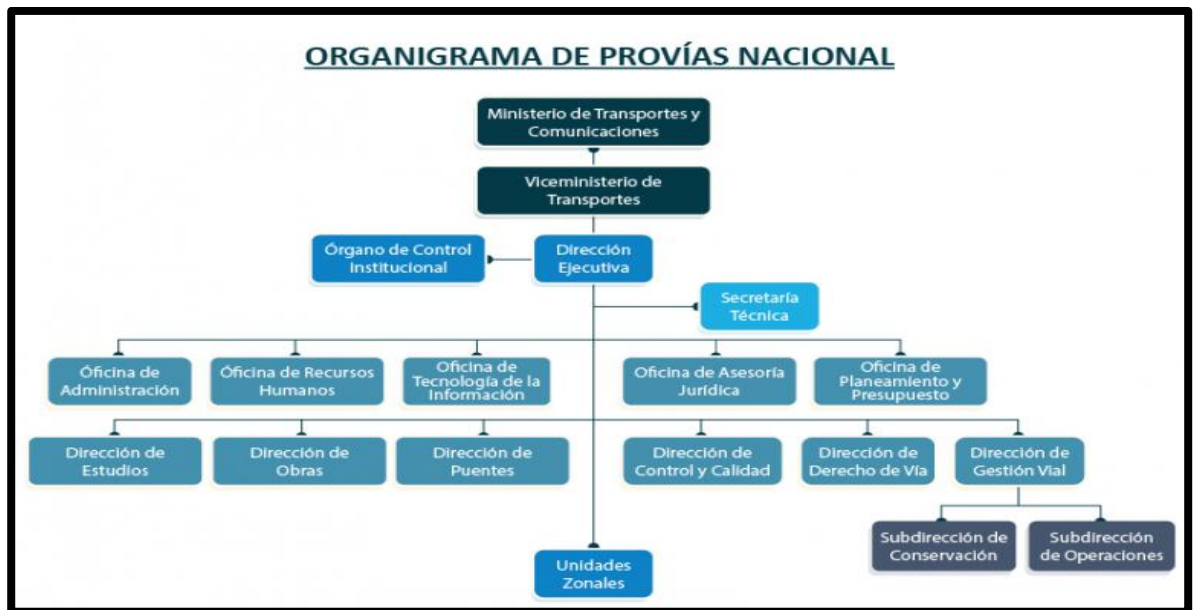 ORGANIGRAMA DE PROVÍAS NACIONAL
Ministerio de Transportes y
Comunicaciones
Viceministerio de
Transportes
Órgano de Control
Institucional
Dirección
Ejecutiva
Secretaría
Técnica
Óficina de
Administración
Óficina de Recursos
Humanos
Oficina de
Tecnología de la
Información
Oficina de Asesoría
Jurídica
Oficina de
Planeamiento y
Presupuesto
Dirección de
Estudios
Dirección de
Obras
Dirección de
Puentes
Dirección de
Control y Calidad
Dirección de
Derecho de Vía
Dirección de
Gestión Vial
Subdirección de
Conservación
Subdirección
de Operaciones
Unidades
Zonales